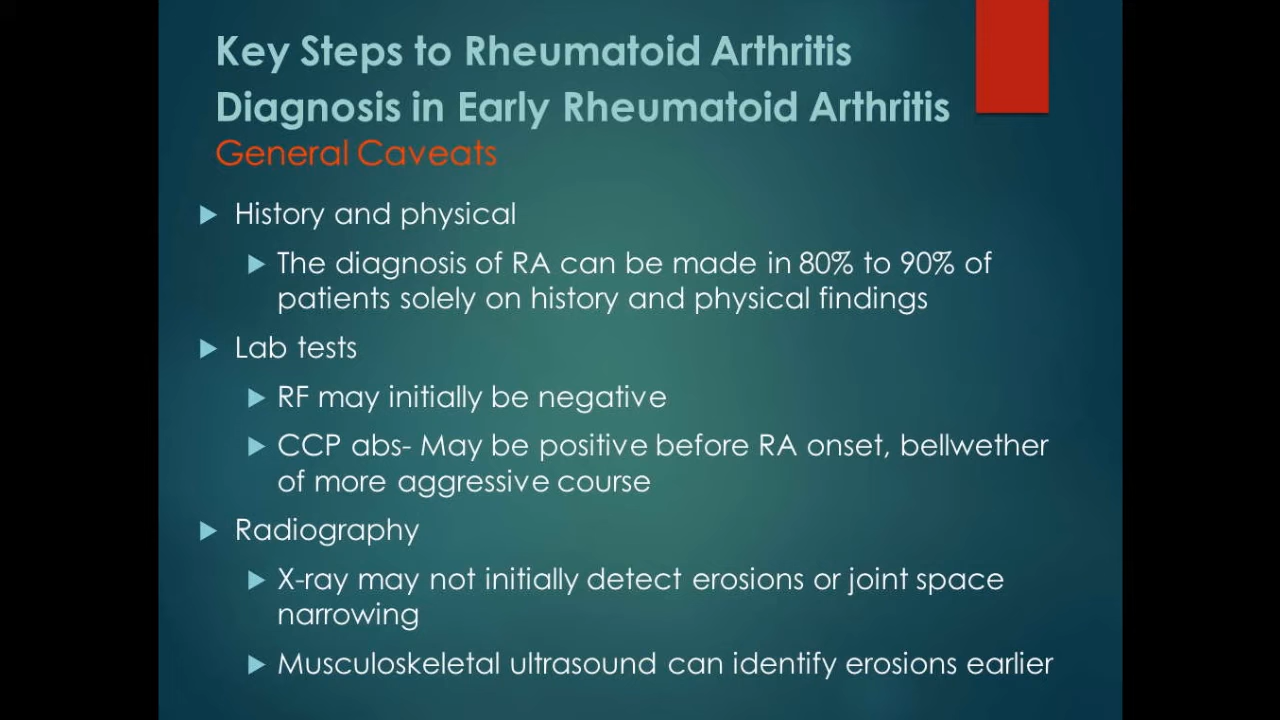 Key Steps to Rheumatoid Arthritis
Diagnosis in Early Rheumatoid Arthritis
General Caveats
History and physical
The diagnosis of RA can be made in 80% to 90% of
patients solely on history and physical findings
Lab tests
RF may initially be negative
CCP abs- May be positive before RA onset, bellwether
of more aggressive course
Radiography
X-ray may not initially detect erosions or joint space
narrowing
Musculoskeletal ultrasound can identify erosions earlier